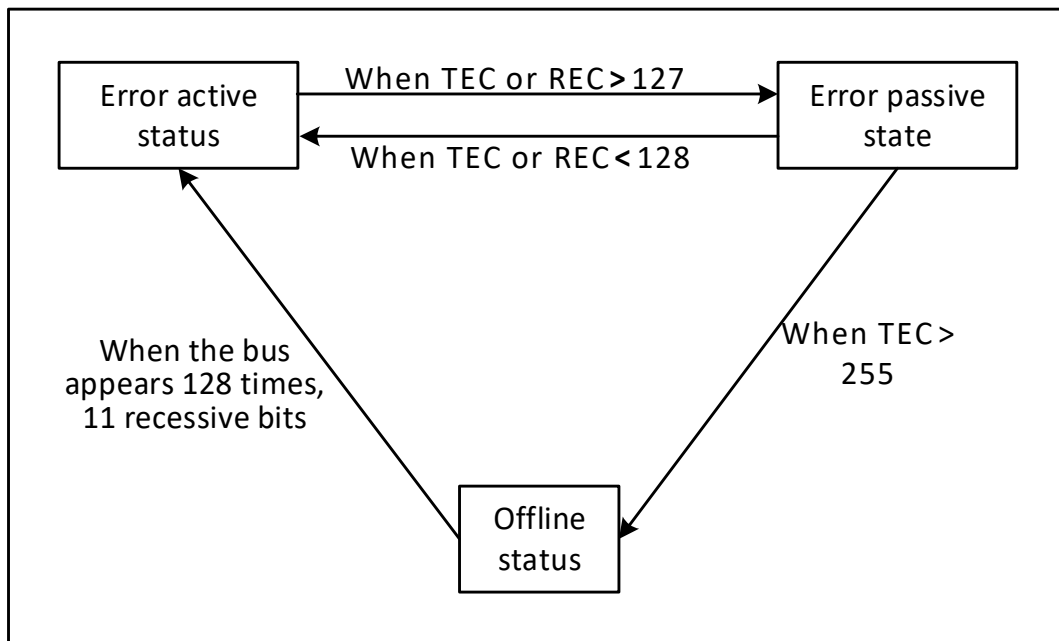 Error active
status
When TEC or REC>127
When TEC or REC<128
Error passive
state
When the bus
appears 128 times,
11 recessive bits
When TEC>
255
Offline
status